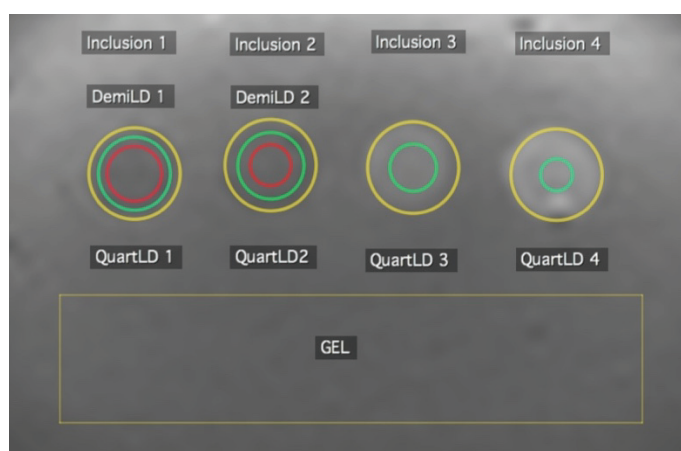 Inclusion 1
Inclusion 2
Inclusion 3
Inclusion 4
DemiLD 1
DemiLD 2
QuartLD 1
QuartLD2
QuartLD 3
QuartLD 4
GEL